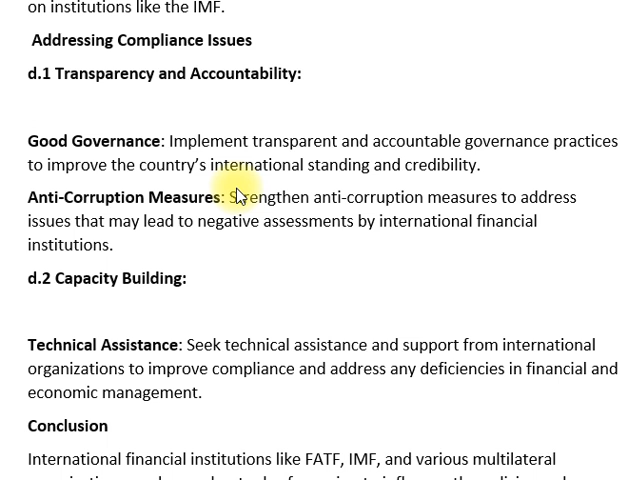 on institutions like the IMF.
Addressing Compliance Issues
d.1 Transparency and Accountability:
Good Governance: Implement transparent and accountable governance practices
to improve the country's international standing and credibility.
Anti-Corruption Measures: Strengthen anti-corruption measures to address
issues that may lead to negative assessments by international financial
institutions.
d.2 Capacity Building:
Technical Assistance: Seek technical assistance and support from international
organizations to improve compliance and address any deficiencies in financial and
economic management.
Conclusion
International financial institutions like FATF, IMF, and various multilateral